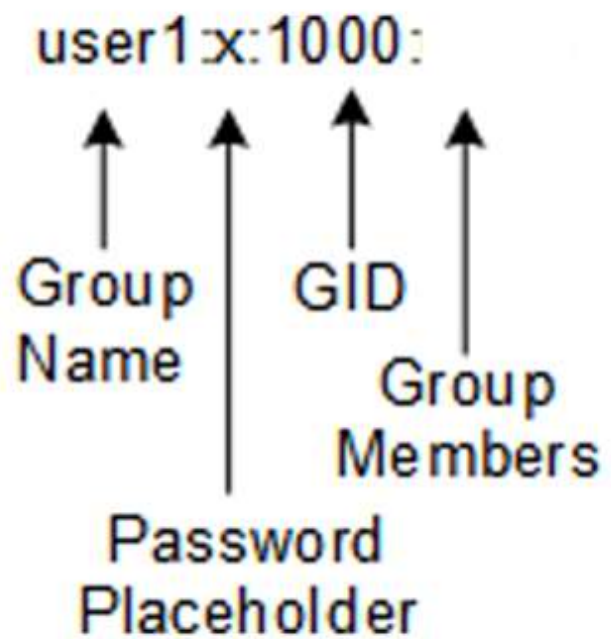 user1:x:1000:
Group
Name
GID
Group
Members
Password
Placeholder